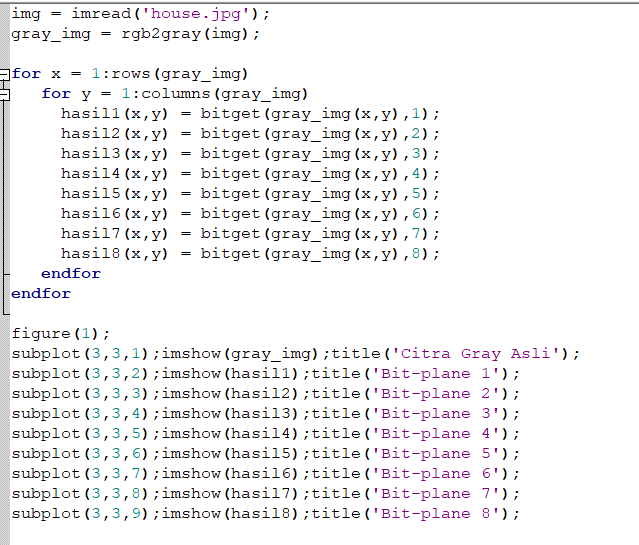 img = imread('house.jpg');
gray_img = rgb2gray(img);
for x = 1:rows(gray_img)
for y = 1:columns(gray_img)
hasil1(x,y) = bitget(gray_img(x,y),1);
hasil2(x,y) = bitget(gray_img(x,y),2);
hasil3(x,y) = bitget(gray_img(x,y),3);
hasil4(x,y) = bitget(gray_img(x,y),4);
hasil5(x,y) = bitget(gray_img(x,y),5);
hasil6(x,y) = bitget(gray_img(x,y),6);
hasil7(x,y) = bitget(gray_img(x,y),7);
hasil8(x,y) = bitget(gray_img(x,y),8);
endfor
endfor
figure(1);
subplot(3,3,1);imshow(gray_img);title('Citra Gray Asli');
subplot(3,3,2);imshow(hasil1);title('Bit-plane 1');
subplot(3,3,3);imshow(hasil2);title('Bit-plane 2');
subplot(3,3,4);imshow(hasil3);title('Bit-plane 3');
subplot(3,3,5);imshow(hasil4);title('Bit-plane 4');
subplot(3,3,6);imshow(hasil5);title('Bit-plane 5');
subplot(3,3,7);imshow(hasil6);title('Bit-plane 6');
subplot(3,3,8);imshow(hasil7);title('Bit-plane 7');
subplot(3,3,9);imshow(hasil8);title('Bit-plane 8');